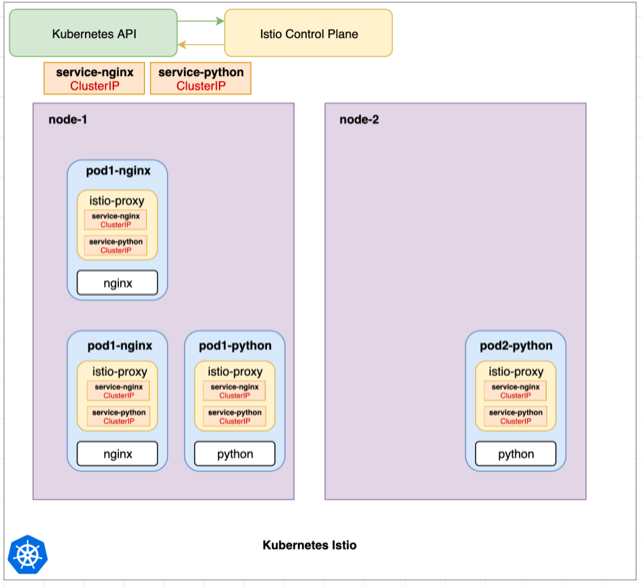 Kubernetes API
Istio Control Plane
service-nginx
ClusterIP
service-python
ClusterIP
node-1
node-2
pod1-nginx
istio-proxy
service-nginx
ClusterIP
service-python
ClusterIP
nginx
pod1-nginx
istio-proxy
service-nginx
ClusterIP
service-python
ClusterIP
nginx
pod1-python
istio-proxy
service-nginx
ClusterIP
service-python
ClusterIP
python
pod2-python
istio-proxy
service-nginx
ClusterIP
service-python
ClusterIP
python
Kubernetes Istio